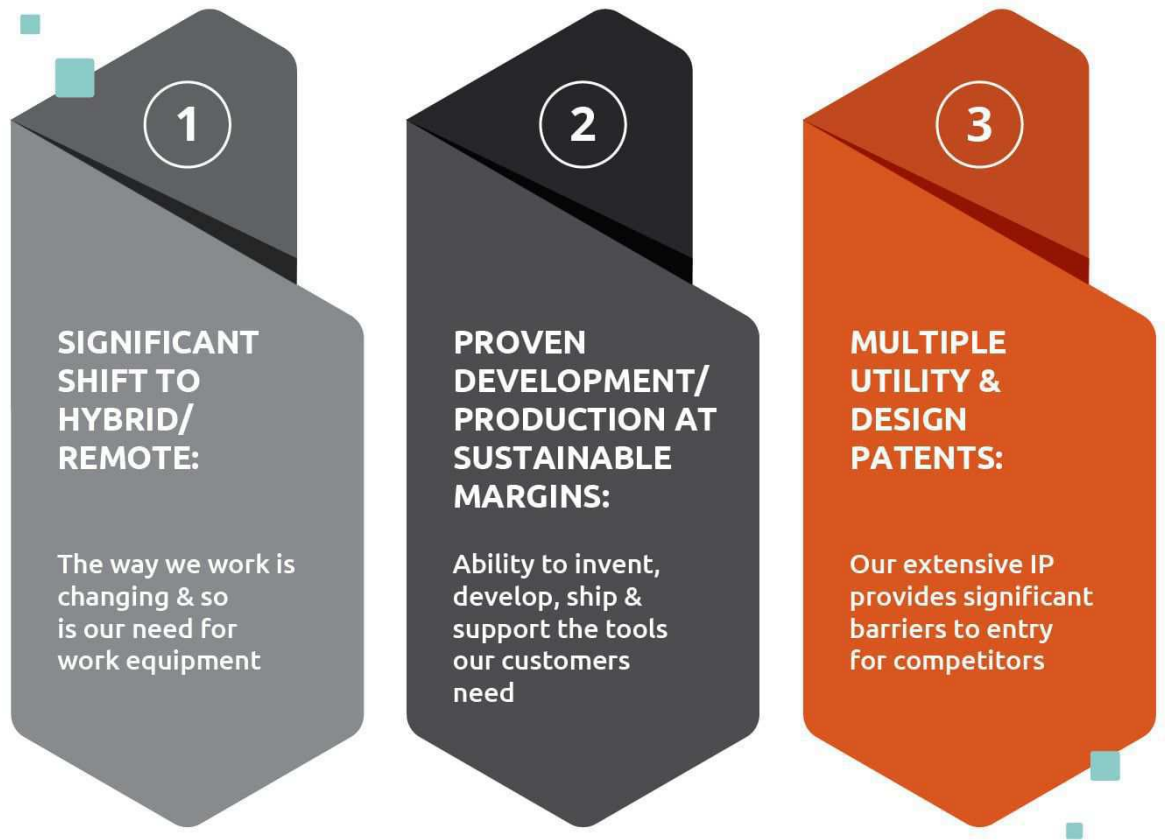 1
SIGNIFICANT
SHIFT TO
HYBRID/
REMOTE:
The way we work is
changing & so
is our need for
work equipment
2
PROVEN
DEVELOPMENT/
PRODUCTION AT
SUSTAINABLE
MARGINS:
Ability to invent,
develop, ship &
support the tools
our customers
need
3
MULTIPLE
UTILITY &
DESIGN
PATENTS:
Our extensive IP
provides significant
barriers to entry
for competitors